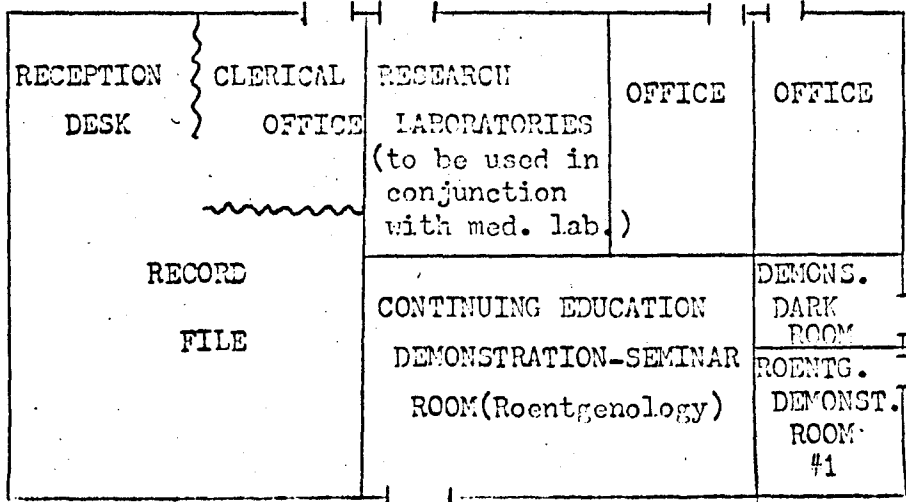 RECEPTION
DESK
CLERICAL
OFFICE
RESEARCH
LABORATORIES
(to be used in
conjunction
with med. lab.)
OFFICE
OFFICE
RECORD
FILE
CONTINUING EDUCATION
DEMONSTRATION-SEMINAR
ROOM(Roentgenology)
DEMONS.
DARK
ROOM
ROENTG.
DEMONST.
ROOM
#1